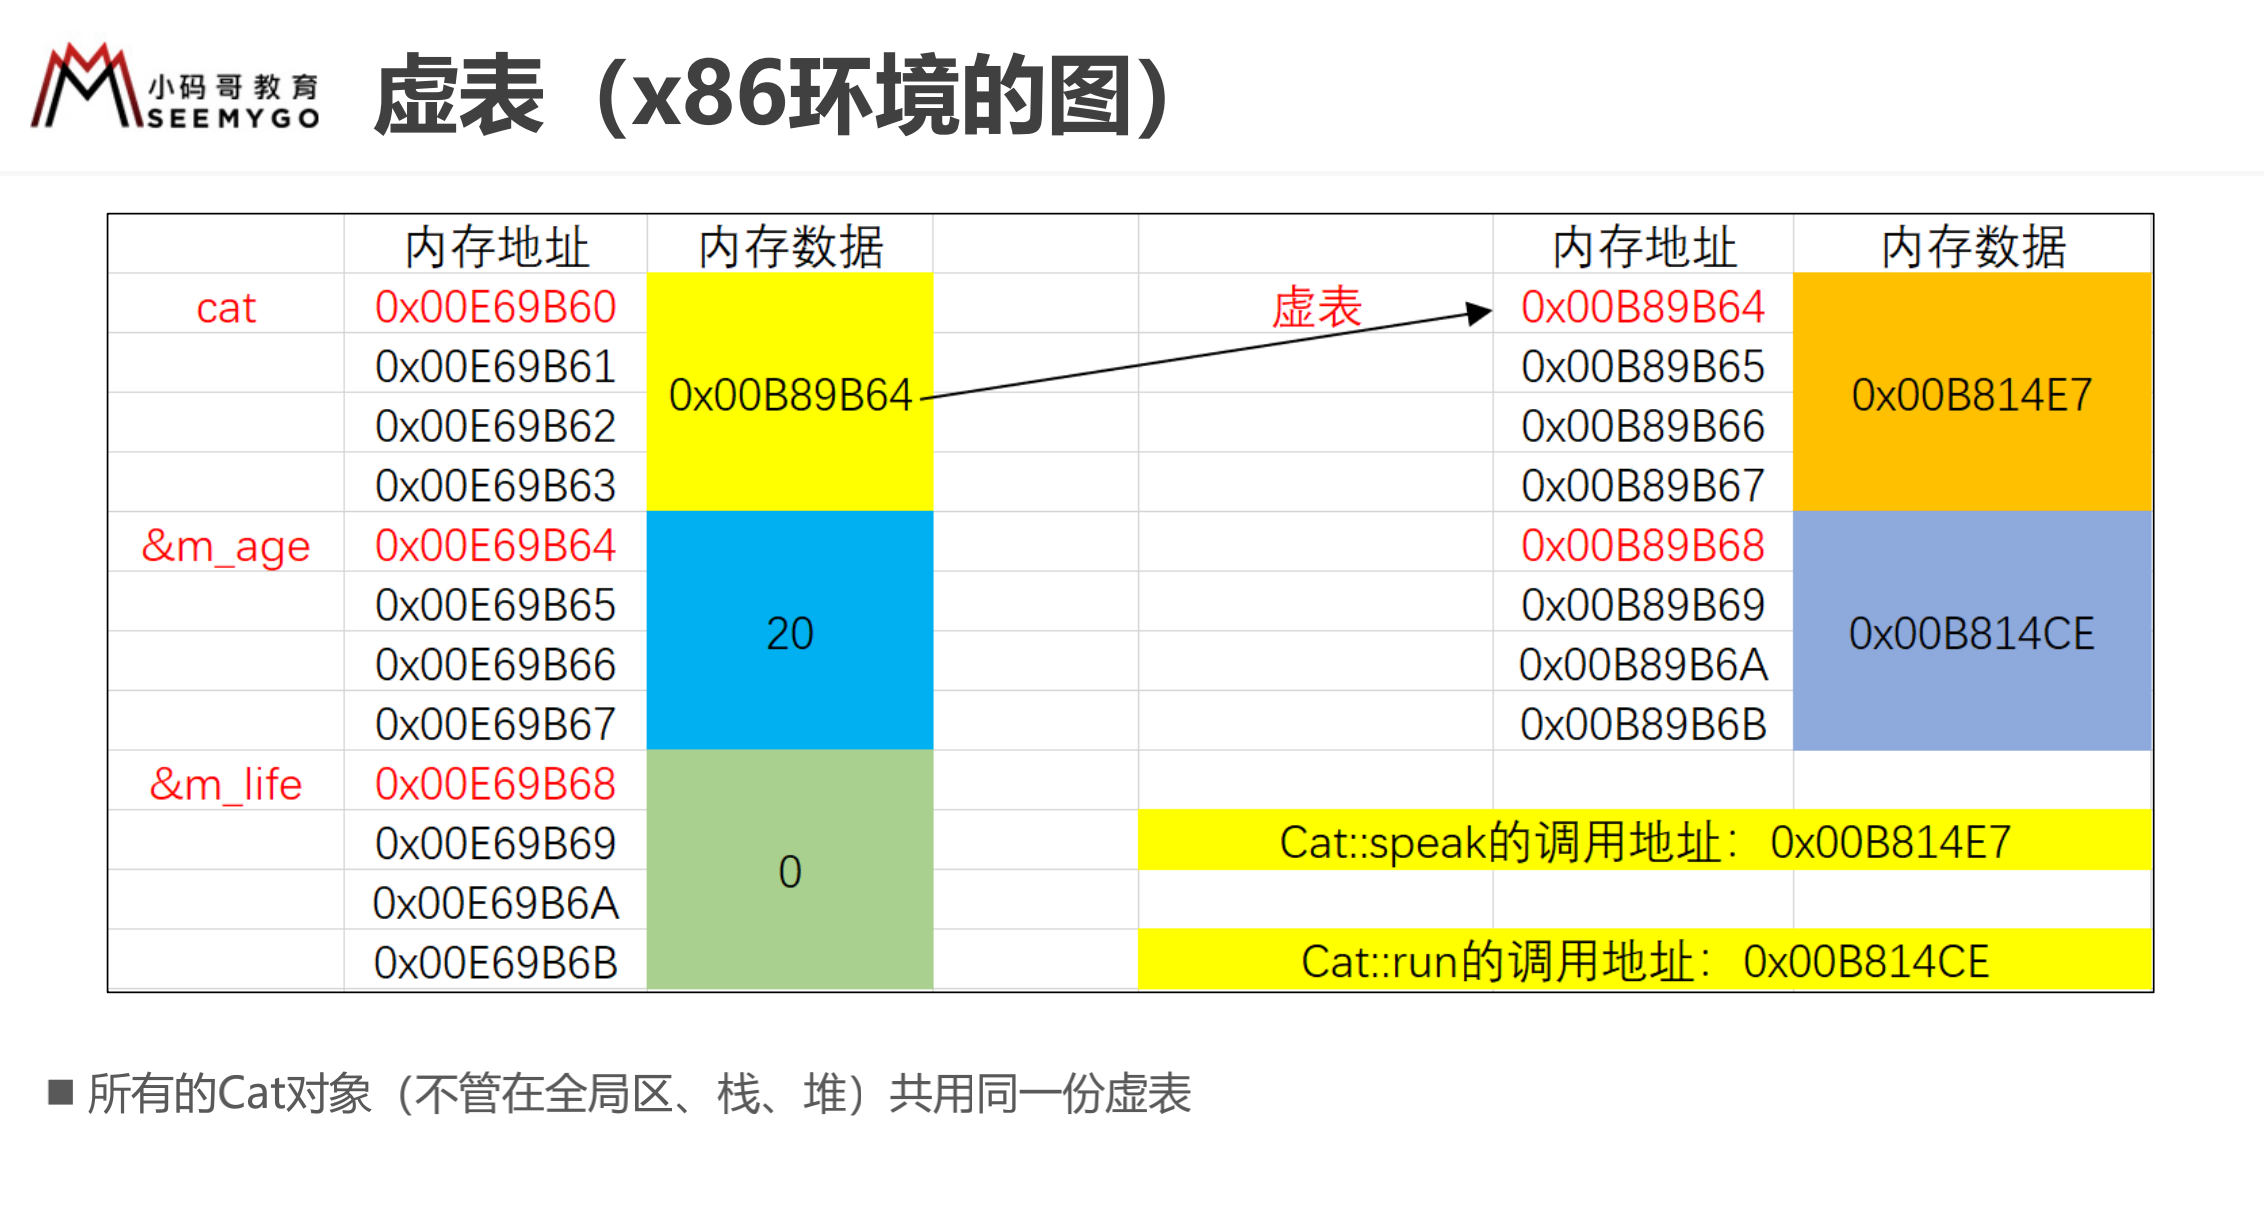 小码哥教育
SEEMYGO
虚表（x86环境的图）
内存地址 内存数据 内存地址 内存数据
cat 0x00E69B60 虚表 0x00B89B64
0x00E69B61 0x00B89B65
0x00B89B64 0x00B814E7
0x00E69B62 0x00B89B66
0x00E69B63 0x00B89B67
&m_age 0x00E69B64 0x00B89B68
0x00E69B65 0x00B89B69
20 0x00B814CE
0x00E69B66 0x00B89B6A
0x00E69B67 0x00B89B6B
&m_life 0x00E69B68
0x00E69B69 Cat::speak的调用地址：0x00B814E7
0
0x00E69B6A
0x00E69B6B Cat::run的调用地址：0x00B814CE
■ 所有的Cat对象（不管在全局区、栈、堆）共用同一份虚表